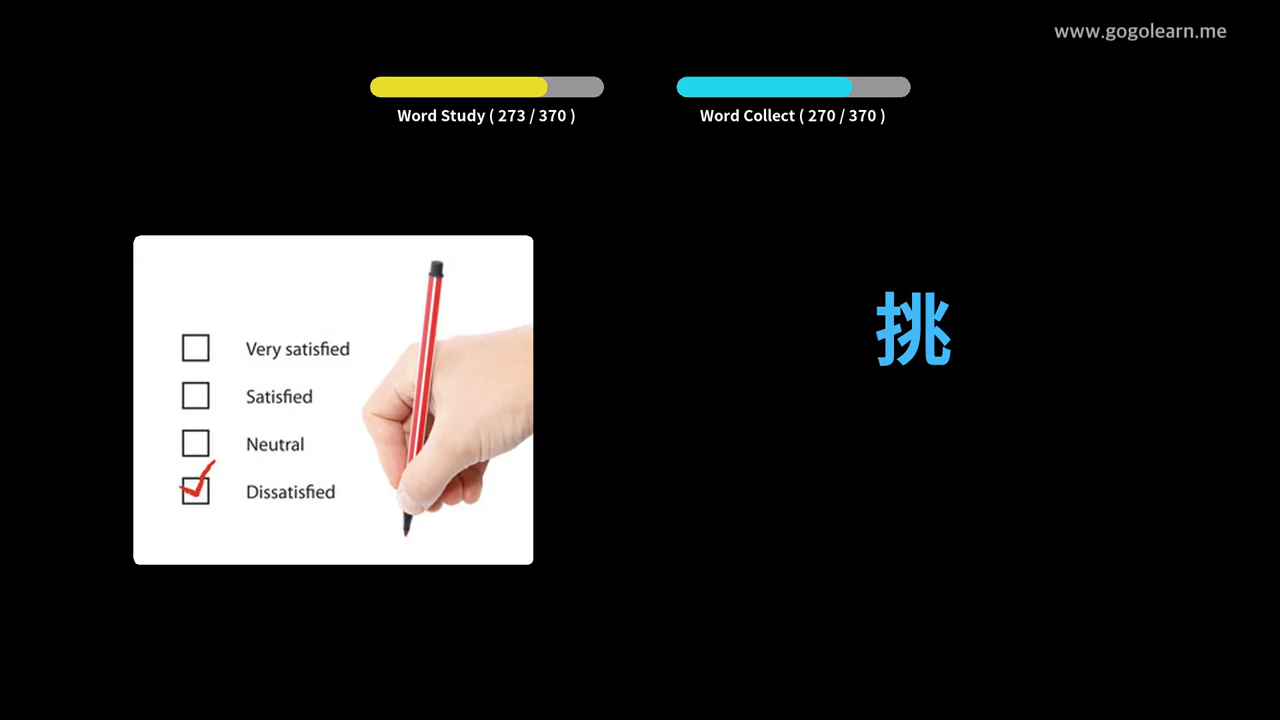 www.gogolearn.me
Word Study ( 273 / 370 )
Word Collect ( 270 / 370 )
Very satisfied
Satisfied
Neutral
Dissatisfied
挑